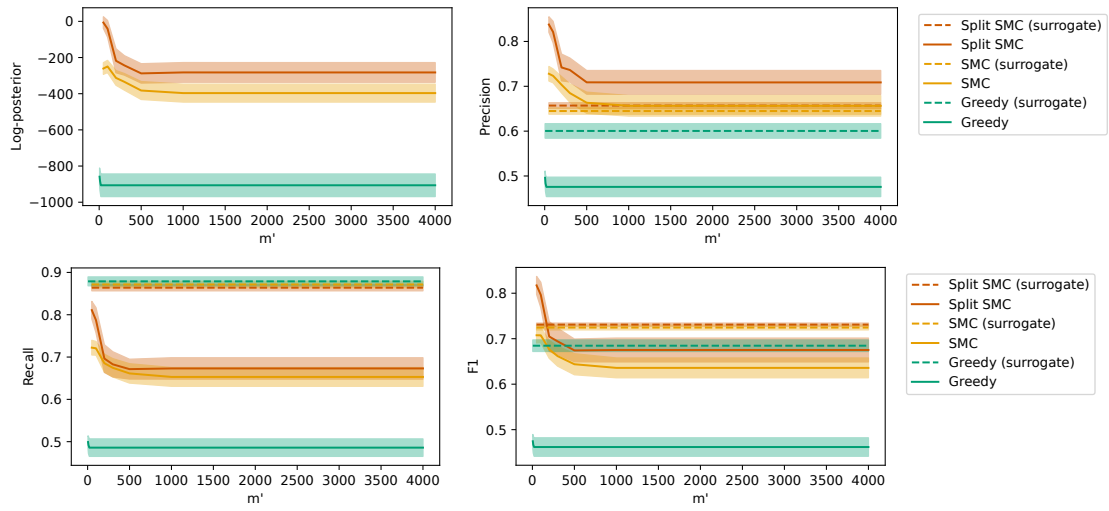 0
−200
−400
−600
−800
−1000
Log-posterior
0 500 1000 1500 2000 2500 3000 3500 4000
m'
0.8
0.7
0.6
0.5
Precision
0 500 1000 1500 2000 2500 3000 3500 4000
m'
Split SMC (surrogate)
Split SMC
SMC (surrogate)
SMC
Greedy (surrogate)
Greedy
0.9
0.8
0.7
0.6
0.5
Recall
0 500 1000 1500 2000 2500 3000 3500 4000
m'
0.8
0.7
0.6
0.5
F1
0 500 1000 1500 2000 2500 3000 3500 4000
m'
Split SMC (surrogate)
Split SMC
SMC (surrogate)
SMC
Greedy (surrogate)
Greedy